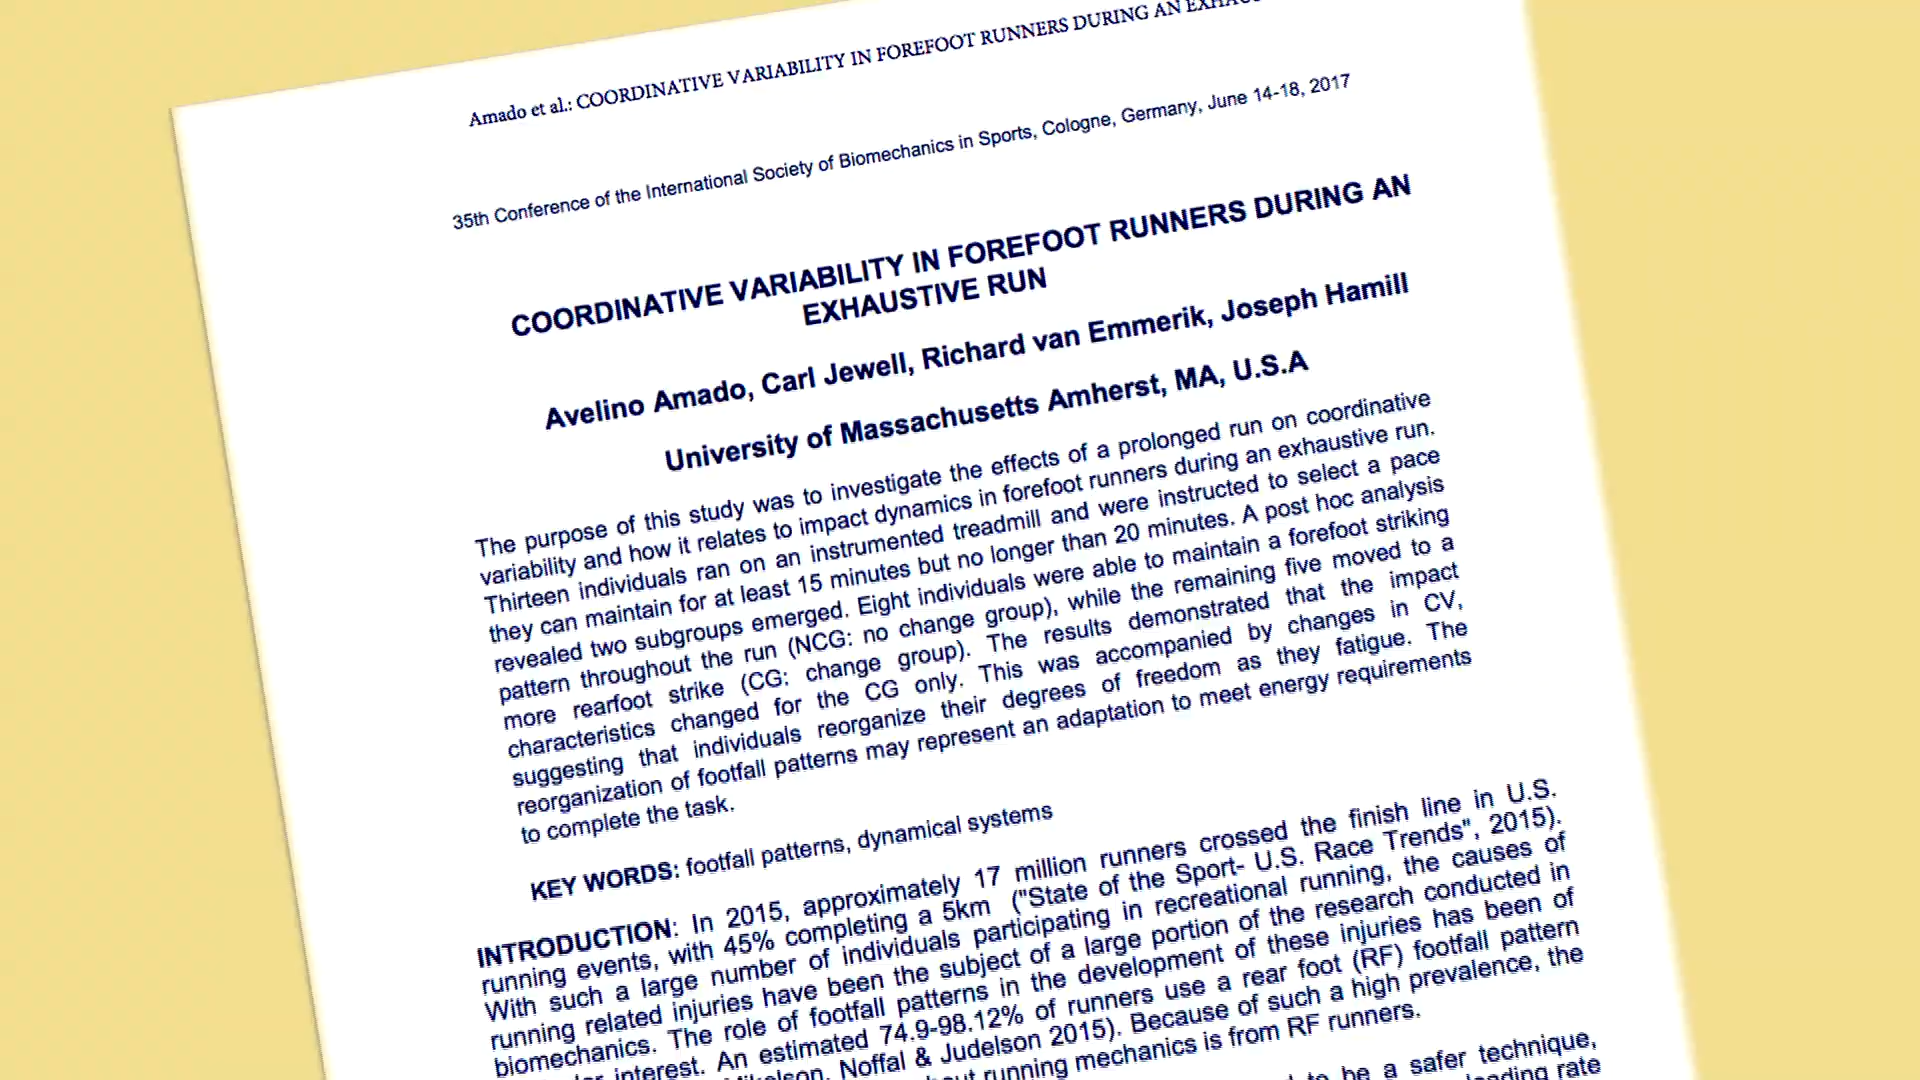 Amado et al.: COORDINATIVE VARIABILITY IN FOREFOOT RUNNERS DURING AN
35th Conference of the International Society of Biomechanics in Sports, Cologne, Germany, June 14-18, 2017
COORDINATIVE VARIABILITY IN FOREFOOT RUNNERS DURING AN
EXHAUSTIVE RUN
Avelino Amado, Carl Jewell, Richard van Emmerik, Joseph Hamill
University of Massachusetts Amherst, MA, U.S.A
The purpose of this study was to investigate the effects of a prolonged run on coordinative
variability and how it relates to impact dynamics in forefoot runners during an exhaustive run.
Thirteen individuals ran on an instrumented treadmill and were instructed to select a pace
they can maintain for at least 15 minutes but no longer than 20 minutes. A post hoc analysis
revealed two subgroups emerged. Eight individuals were able to maintain a forefoot striking
pattern throughout the run (NCG: no change group), while the remaining five moved to a
more rearfoot strike (CG: change group). The results demonstrated that the impact
characteristics changed for the CG only. This was accompanied by changes in CV,
suggesting that individuals reorganize their degrees of freedom as they fatigue. The
reorganization of footfall patterns may represent an adaptation to meet energy requirements
to complete the task.
KEY WORDS: footfall patterns, dynamical systems
INTRODUCTION: In 2015, approximately 17 million runners crossed the finish line in U.S.
running events, with 45% completing a 5km ("State of the Sport- U.S. Race Trends", 2015).
With such a large number of individuals participating in recreational running, the causes of
running related injuries have been the subject of a large portion of the research conducted in
biomechanics. The role of footfall patterns in the development of these injuries has been of
interest. An estimated 74.9-98.12% of runners use a rear foot (RF) footfall pattern
Noffal & Judelson 2015). Because of such a high prevalence, the
running mechanics is from RF runners.
to be a safer technique,
rate